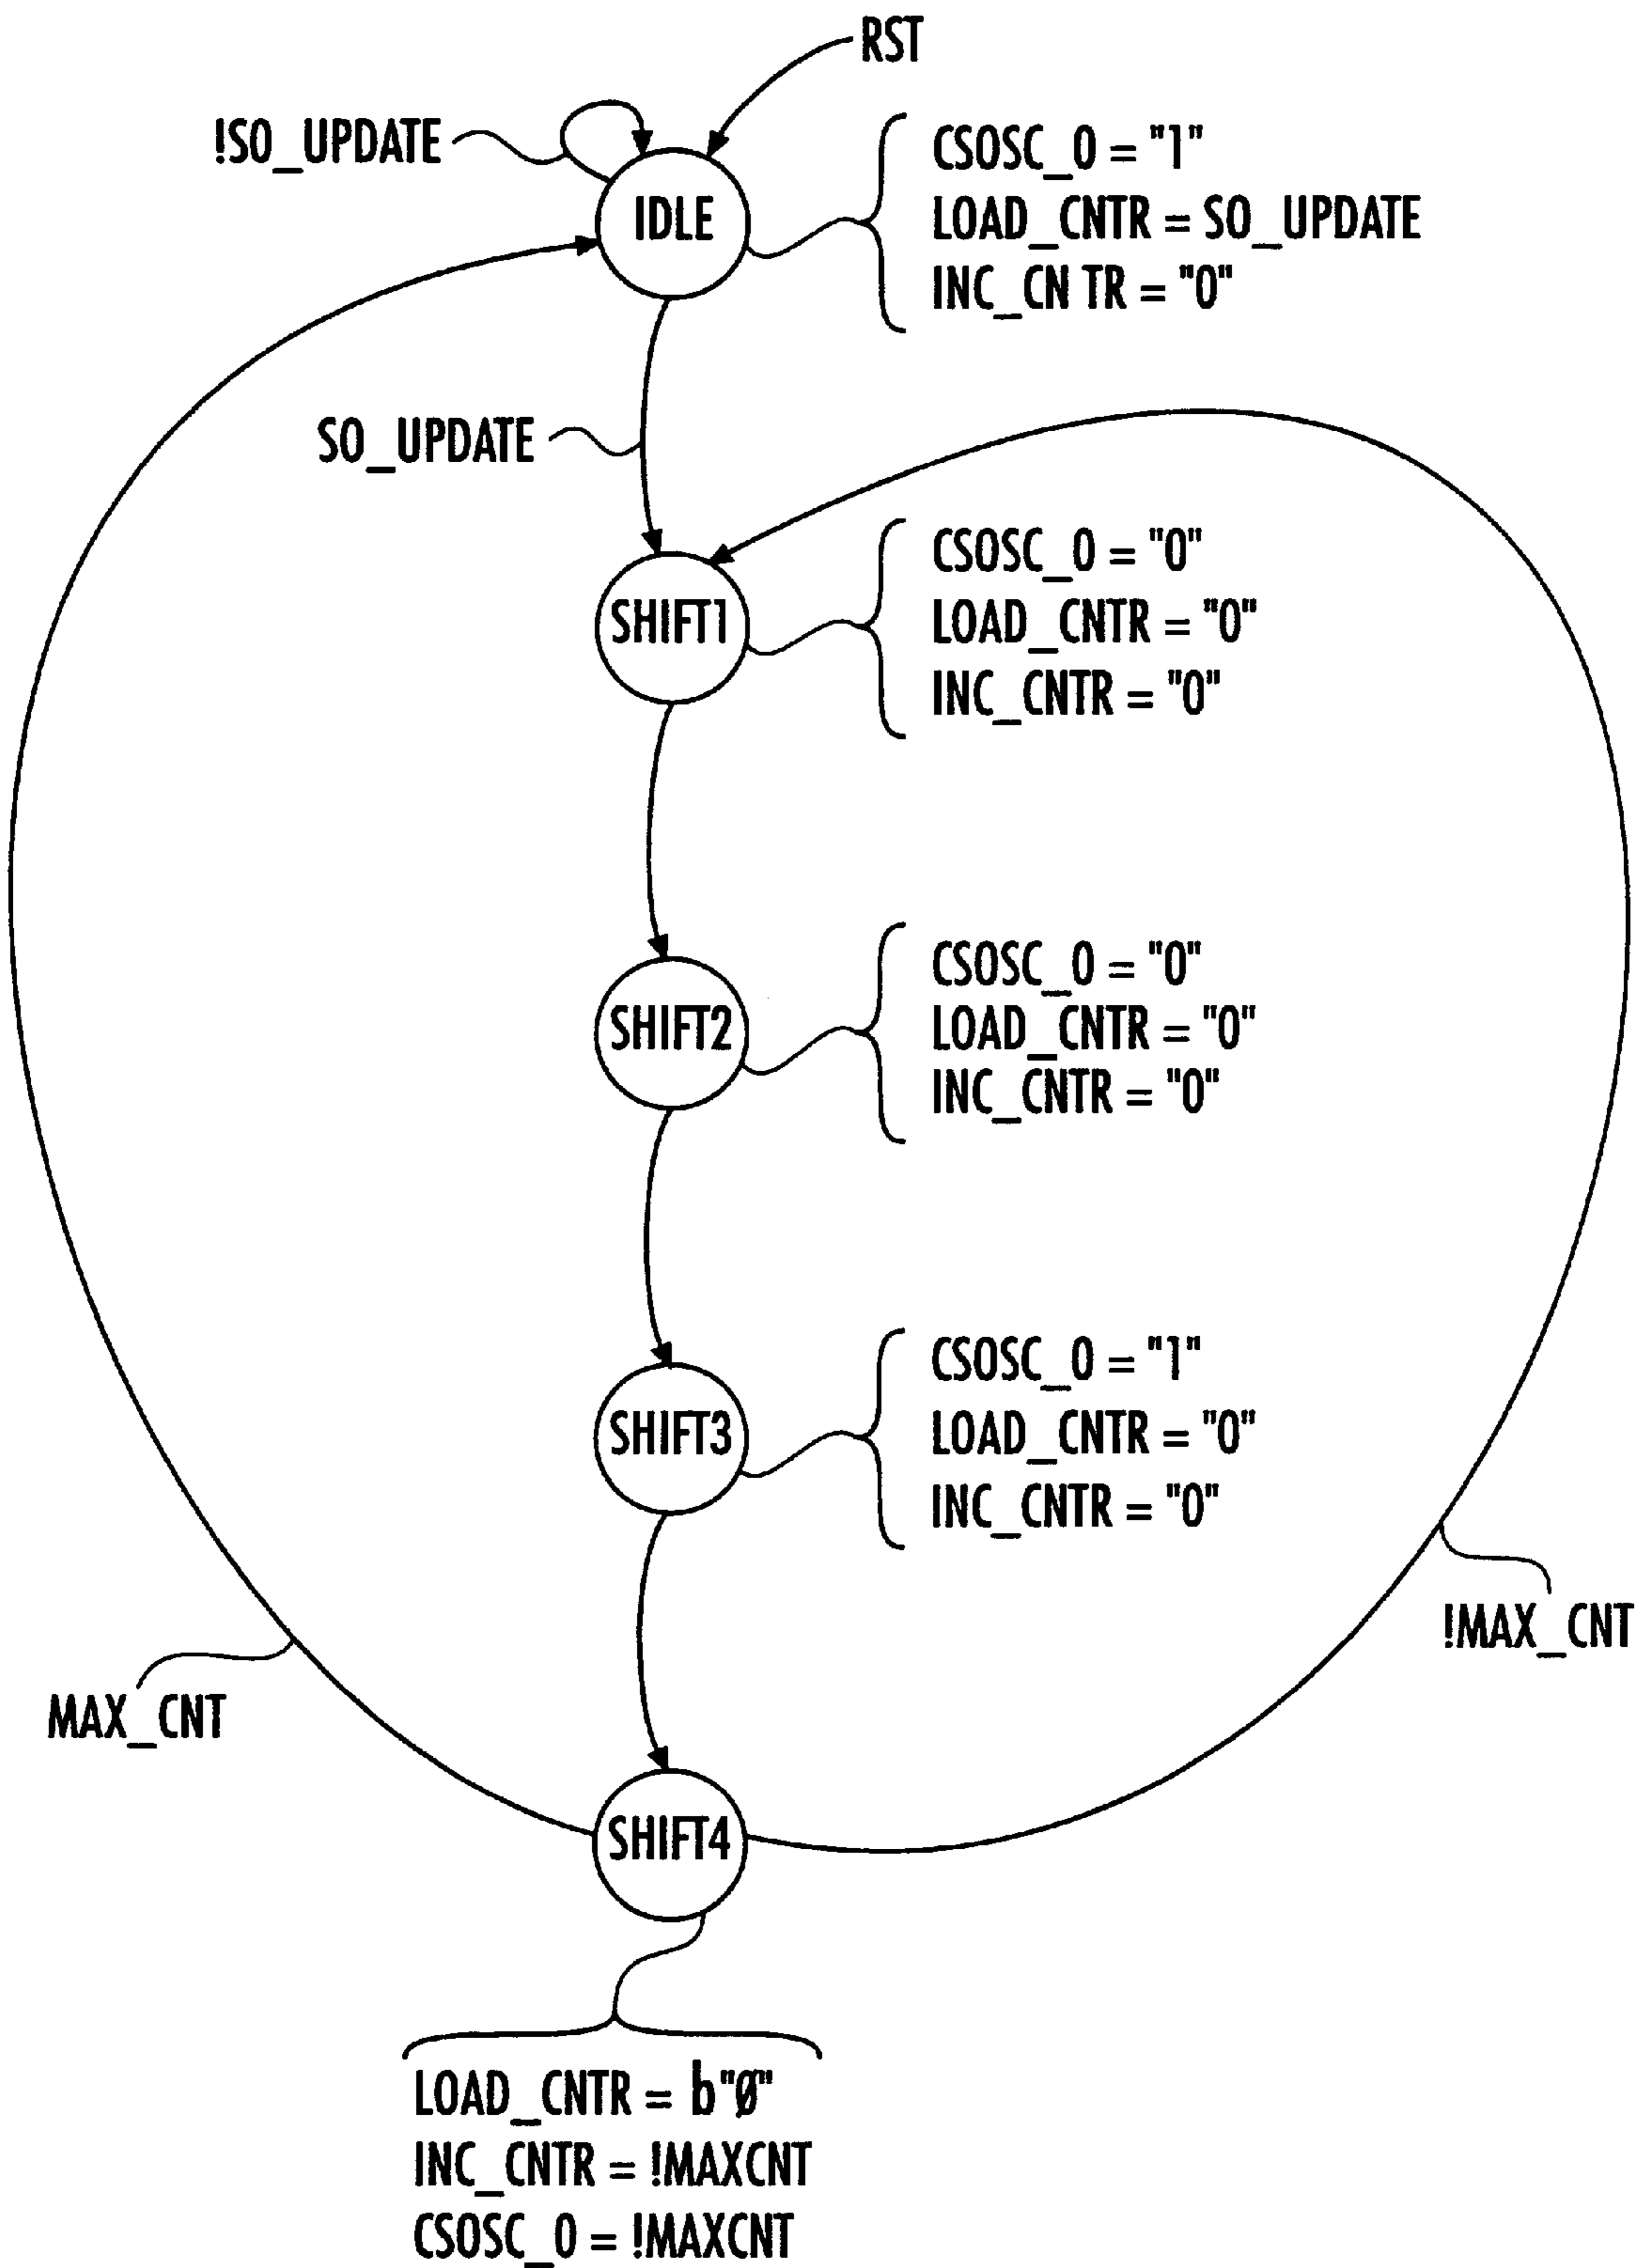 RST
!SO_UPDATE
IDLE
CSOSC_0 = "1"
LOAD_CNTR = SO_UPDATE
INC_CN TR = "0"
SO_UPDATE
SHIFT1
CSOSC_0 = "0"
LOAD_CNTR = "0"
INC_CNTR = "0"
SHIFT2
CSOSC_0 = "0"
LOAD_CNTR = "0"
INC_CNTR = "0"
SHIFT3
CSOSC_0 = "1"
LOAD_CNTR = "0"
INC_CNTR = "0"
!MAX_CNT
MAX_CNT
SHIFT4
LOAD_CNTR = b"Ø"
INC_CNTR = !MAXCNT
CSOSC_0 = !MAXCNT